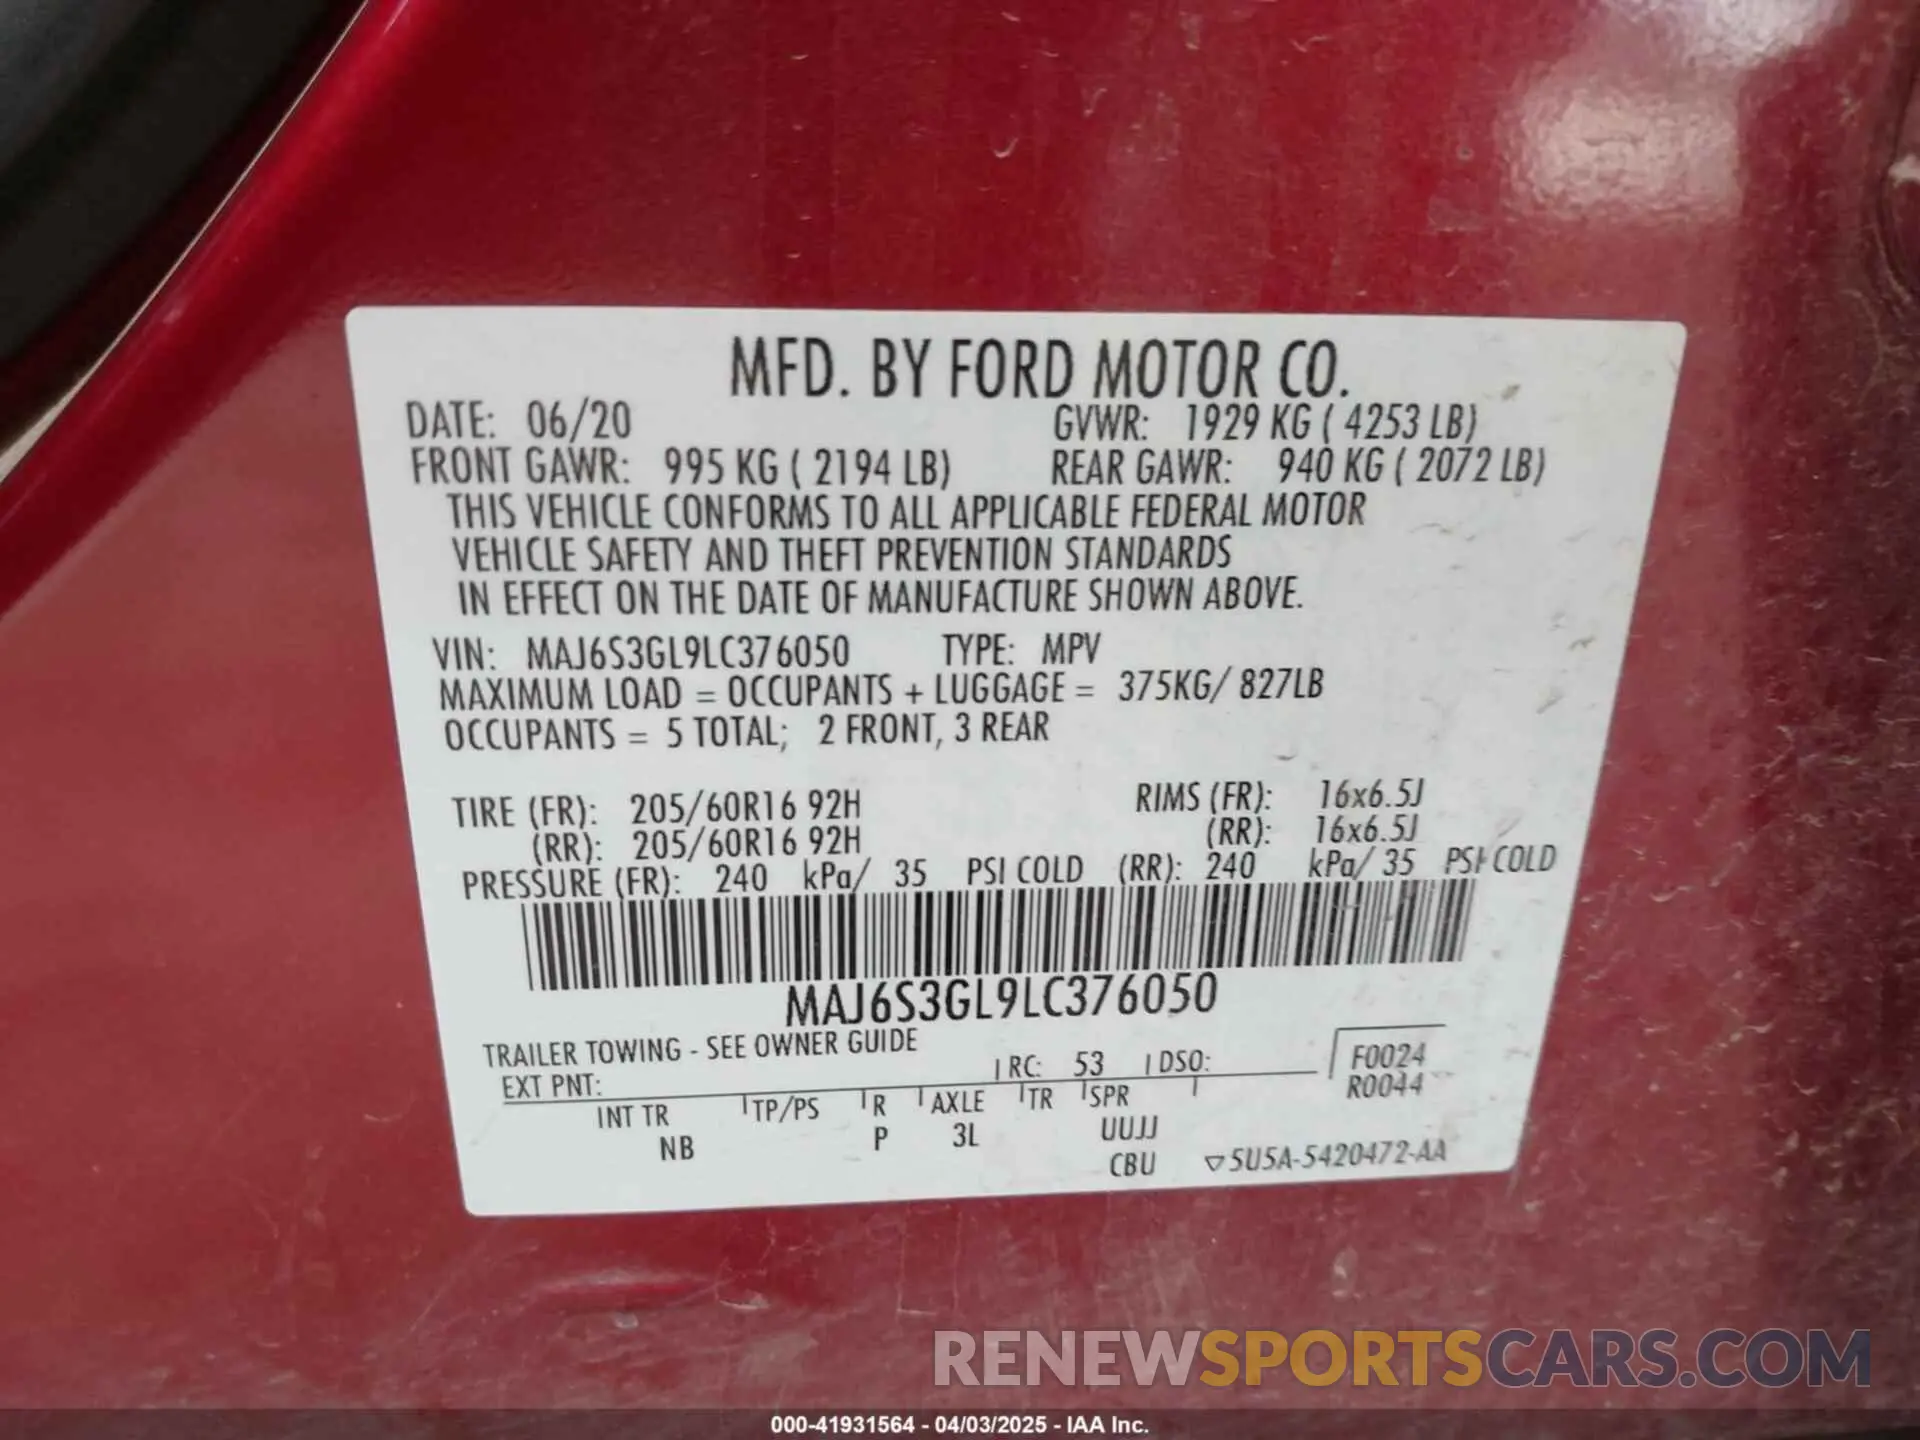 MFD. BY FORD MOTOR CO.
DATE: 06/20 GVWR: 1929 KG ( 4253 LB)
FRONT GAWR: 995 KG ( 2194 LB) REAR GAWR: 940 KG ( 2072 LB)
THIS VEHICLE CONFORMS TO ALL APPLICABLE FEDERAL MOTOR
VEHICLE SAFETY AND THEFT PREVENTION STANDARDS
IN EFFECT ON THE DATE OF MANUFACTURE SHOWN ABOVE.
VIN: MAJ6S3GL9LC376050 TYPE: MPV
MAXIMUM LOAD = OCCUPANTS + LUGGAGE = 375KG/ 827LB
OCCUPANTS = 5 TOTAL; 2 FRONT, 3 REAR
TIRE (FR): 205/60R16 92H RIMS (FR): 16x6.5J
(RR): 205/60R16 92H (RR): 16x6.5J
PRESSURE (FR): 240 kPa/ 35 PSI COLD (RR): 240 kPa/ 35 PSI COLD
MAJ6S3GL9LC376050
TRAILER TOWING - SEE OWNER GUIDE
EXT PNT: RC: 53 DSO: F0024
R0044
INT TR TP/PS R AXLE TR SPR
NB P 3L UUJJ
CBU ▽5U5A-5420472-AA
RENEWSPORTSCARS.COM
000-41931564 - 04/03/2025 - IAA Inc.